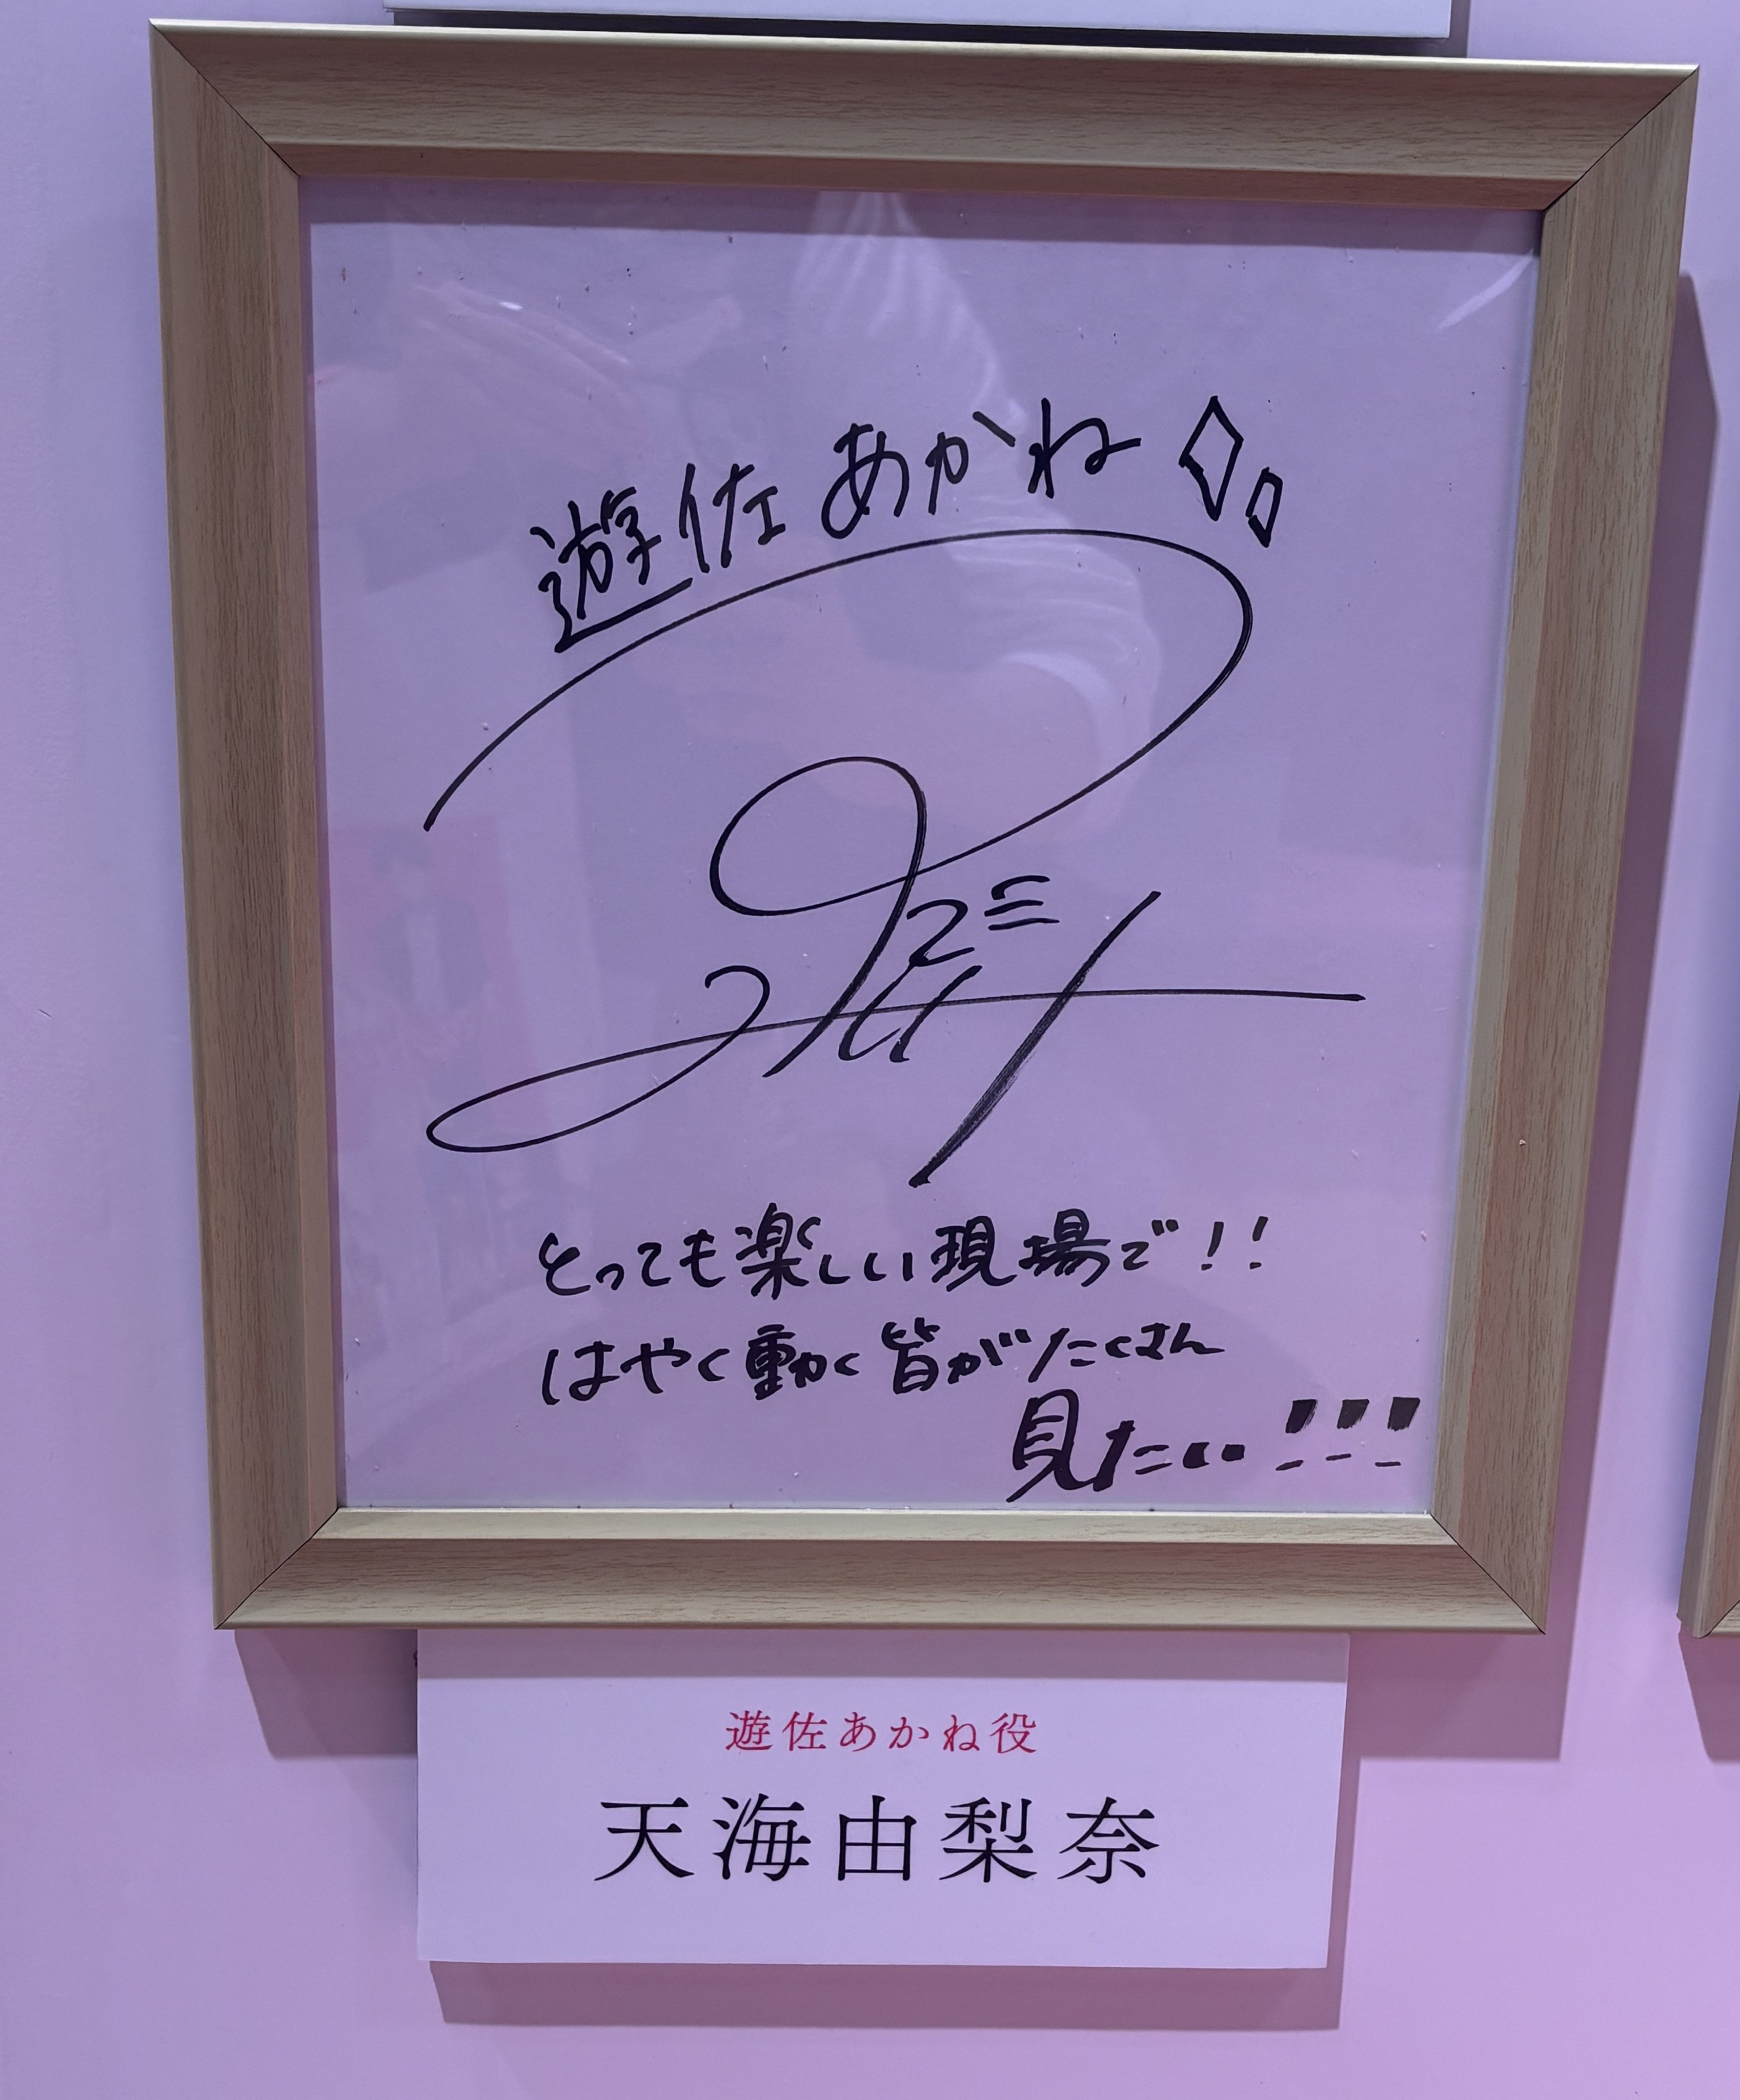 遊佐あかね
とっても楽しい現場で!!
はやく動く皆がたくさん
見たい!!!
遊佐あかね役
天海由梨奈